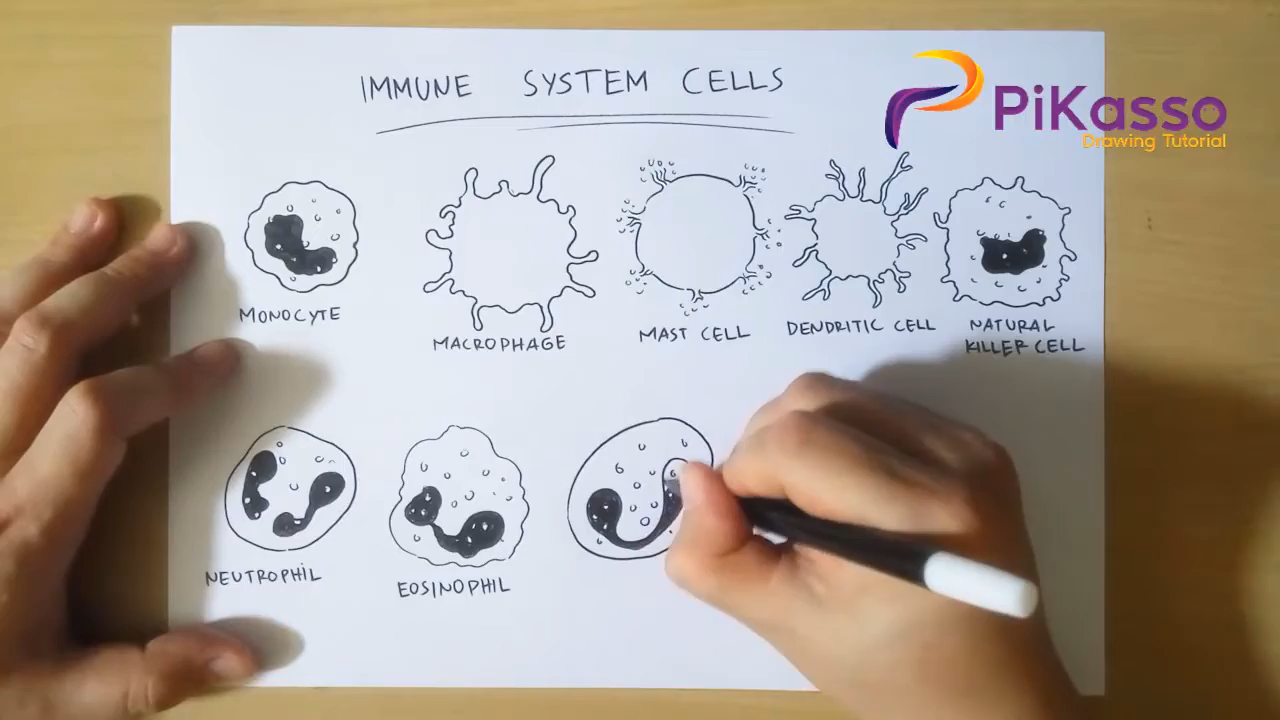 IMMUNE SYSTEM CELLS
PiKasso
Drawing Tutorial
MONOCYTE
MACROPHAGE
MAST CELL
DENDRITIC CELL
NATURAL
KILLER CELL
NEUTROPHIL
EOSINOPHIL